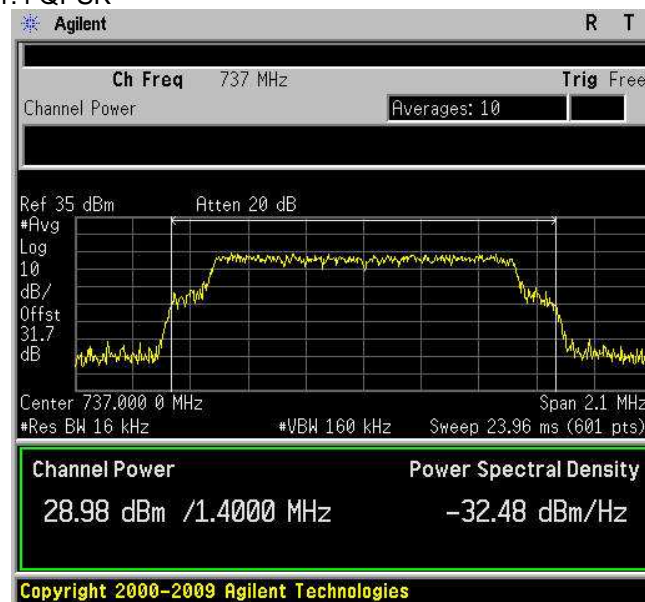 Agilent R T
Ch Freq 737 MHz Trig Free
Channel Power Averages: 10
Ref 35 dBm Atten 20 dB
#Avg
Log
10
dB/
Offst
31.7
dB
Center 737.000 0 MHz Span 2.1 MHz
#Res BW 16 kHz #VBW 160 kHz Sweep 23.96 ms (601 pts)
Channel Power Power Spectral Density
28.98 dBm /1.4000 MHz -32.48 dBm/Hz
Copyright 2000-2009 Agilent Technologies